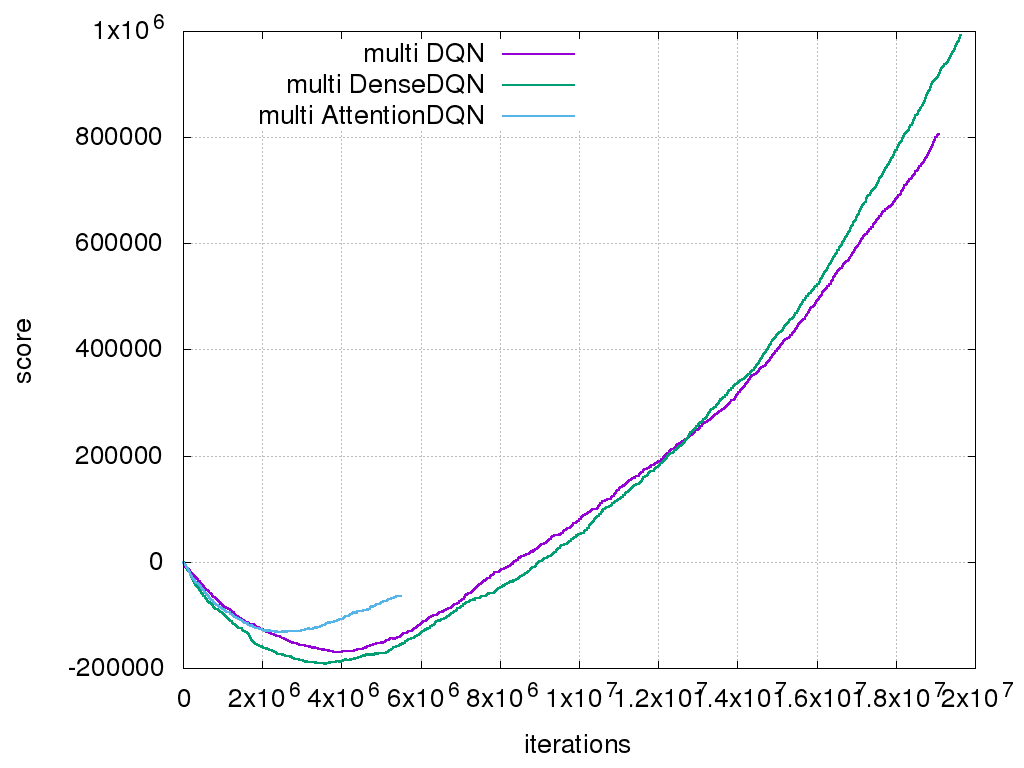 1x10^6
multi DQN
multi DenseDQN
multi AttentionDQN
800000
600000
score
400000
200000
0
-200000
0 2x10^6 4x10^6 6x10^6 8x10^6 1x10^7 1.2x10^7 1.4x10^7 1.6x10^7 1.8x10^7 2x10^7
iterations